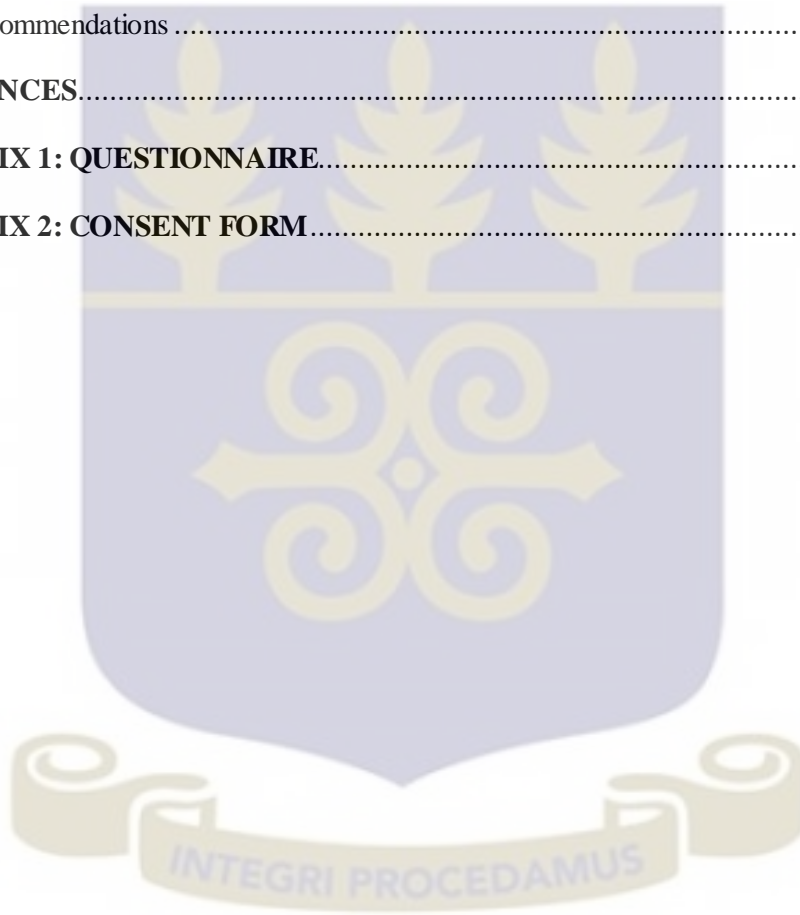 ommendations ........................................................................................
NCES............................................................................................................
IX 1: QUESTIONNAIRE.............................................................................
IX 2: CONSENT FORM..............................................................................
INTEGRI PROCEDAMUS